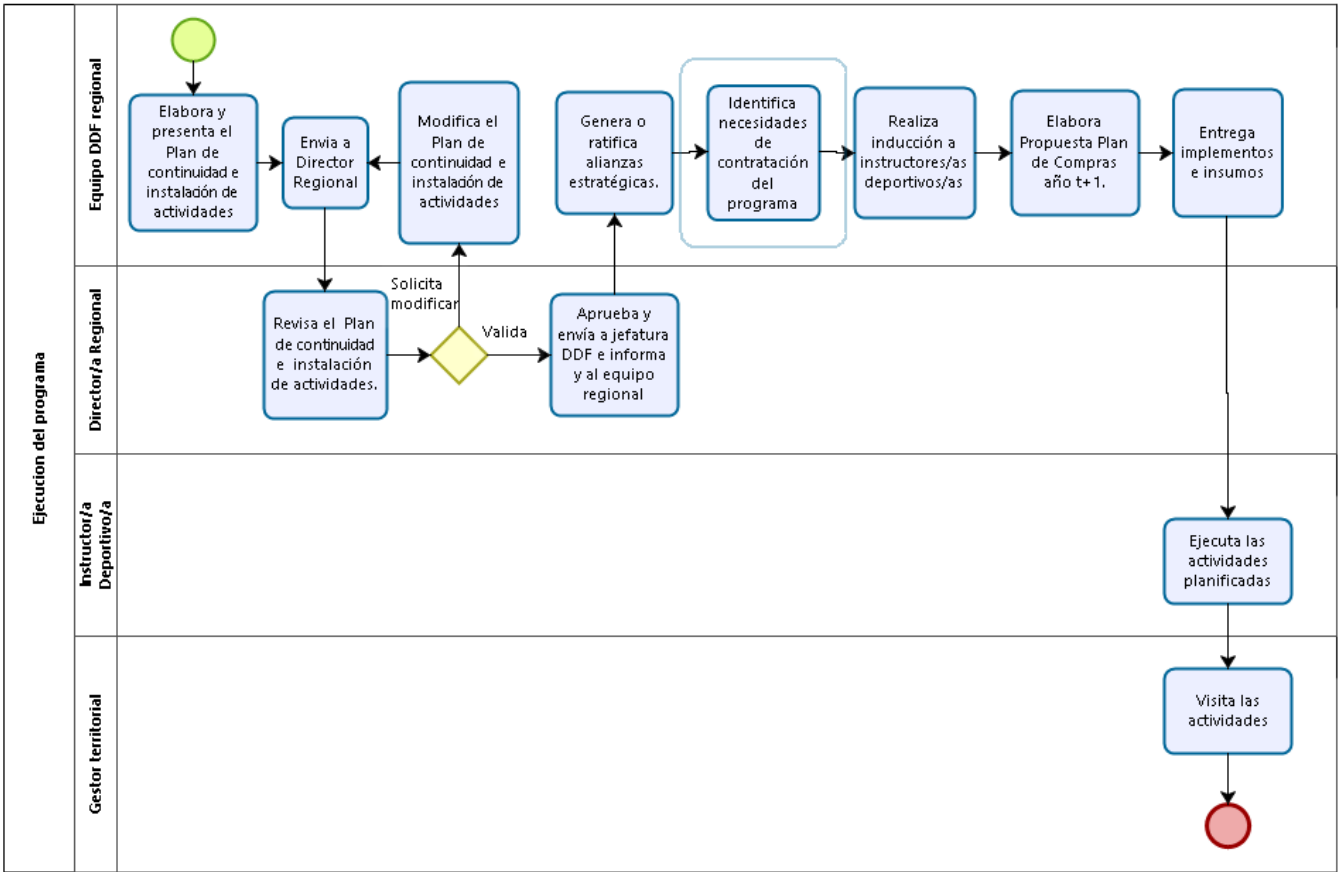 Ejecucion del programa
Equipo DDF regional
Elabora y
presenta el
Plan de
continuidad e
instalación de
actividades
Envia a
Director
Regional
Modifica el
Plan de
continuidad e
instalación de
actividades
Genera o
ratifica
alianzas
estratégicas.
Identifica
necesidades
de
contratación
del
programa
Realiza
inducción a
instructores/as
deportivos/as
Elabora
Propuesta Plan
de Compras
año t+1.
Entrega
implementos
e insumos
Director/a Regional
Revisa el Plan
de continuidad
e instalación
de actividades.
Solicita
modificar
Valida
Aprueba y
envía a jefatura
DDF e informa
y al equipo
regional
Instructor/a
Deportivo/a
Ejecuta las
actividades
planificadas
Gestor territorial
Visita las
actividades